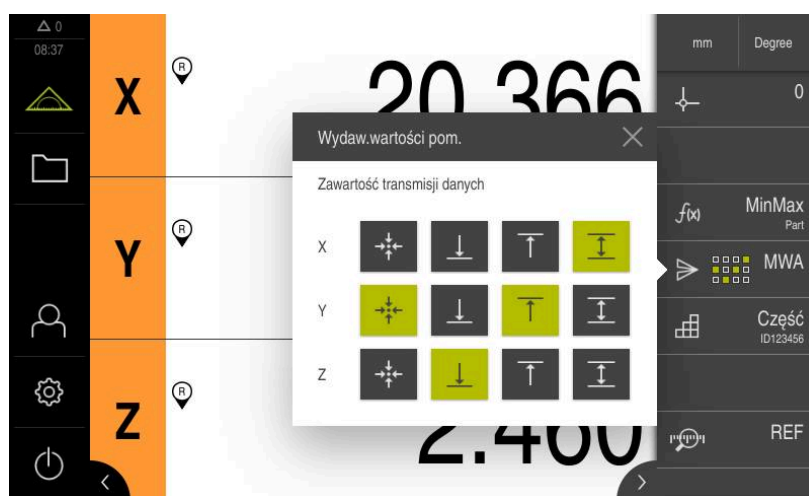 0
08:37
X
R
20.366
mm
Degree
0
Wydaw.wartości pom.
Zawartość transmisji danych
X
Y
Z
Y
R
f(x)
MinMax
Part
MWA
Część
ID123456
Z
R
2.460
REF